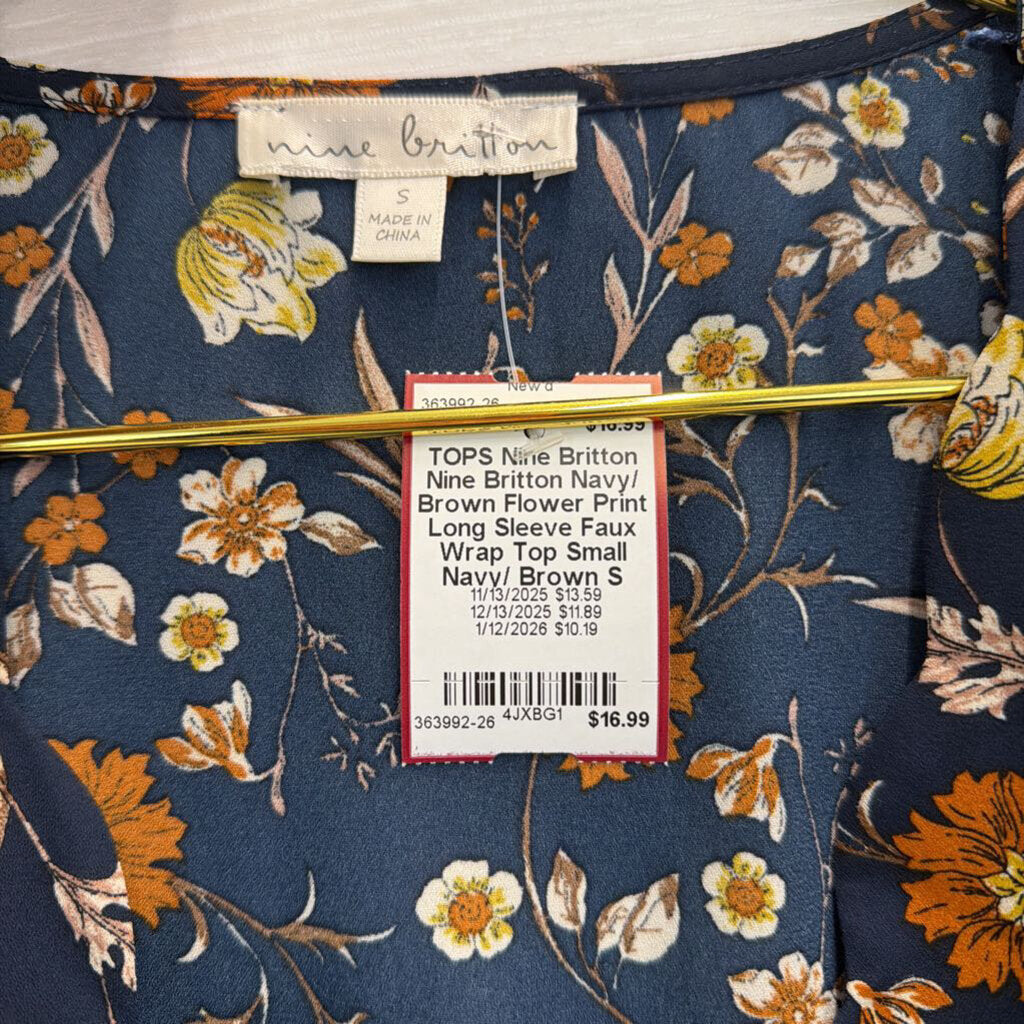 nine britton
S
MADE IN
CHINA
New
363992-26
$16.99
TOPS Nine Britton
Nine Britton Navy/
Brown Flower Print
Long Sleeve Faux
Wrap Top Small
Navy/ Brown S
11/13/2025 $13.59
12/13/2025 $11.89
1/12/2026 $10.19
363992-26 4JXBG1 $16.99